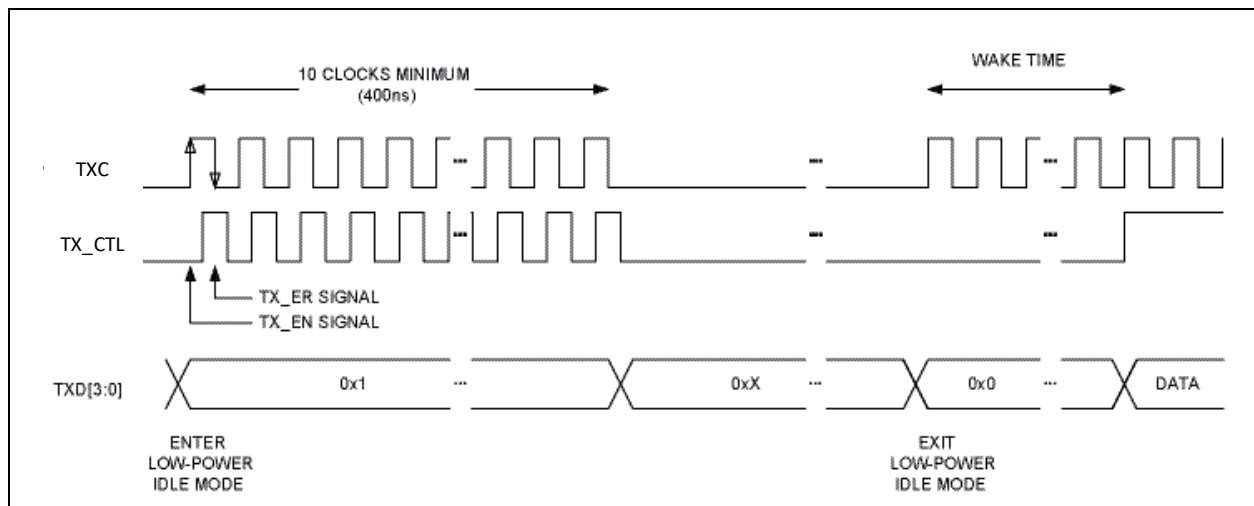 10 CLOCKS MINIMUM
(400ns)
WAKE TIME
TXC
...
...
...
TX_CTL
...
...
...
TX_ER SIGNAL
TX_EN SIGNAL
TXD[3:0]
0x1
...
0xX
...
0x0
...
DATA
ENTER
LOW-POWER
IDLE MODE
EXIT
LOW-POWER
IDLE MODE